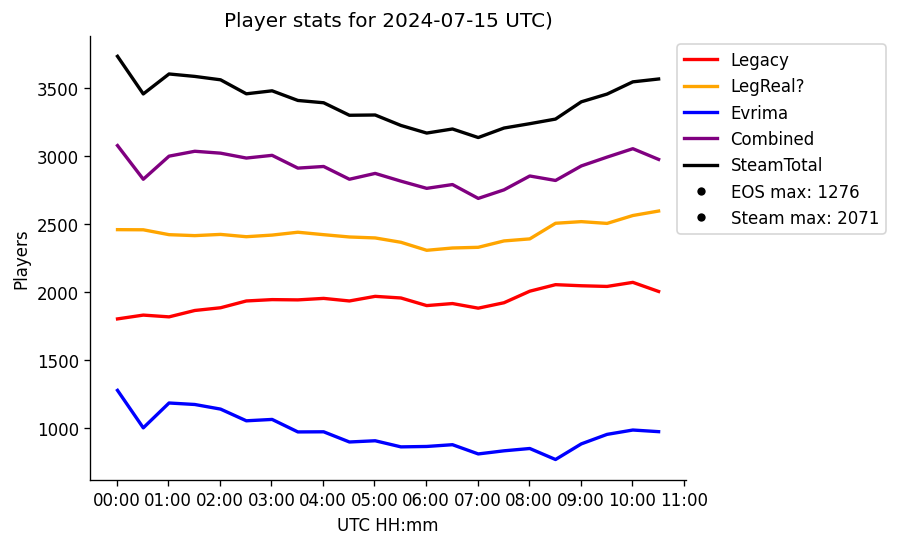 Player stats for 2024-07-15 UTC)
Legacy
LegReal?
Evrima
Combined
SteamTotal
EOS max: 1276
Steam max: 2071
Players
3500
3000
2500
2000
1500
1000
00:00 01:00 02:00 03:00 04:00 05:00 06:00 07:00 08:00 09:00 10:00 11:00
UTC HH:mm